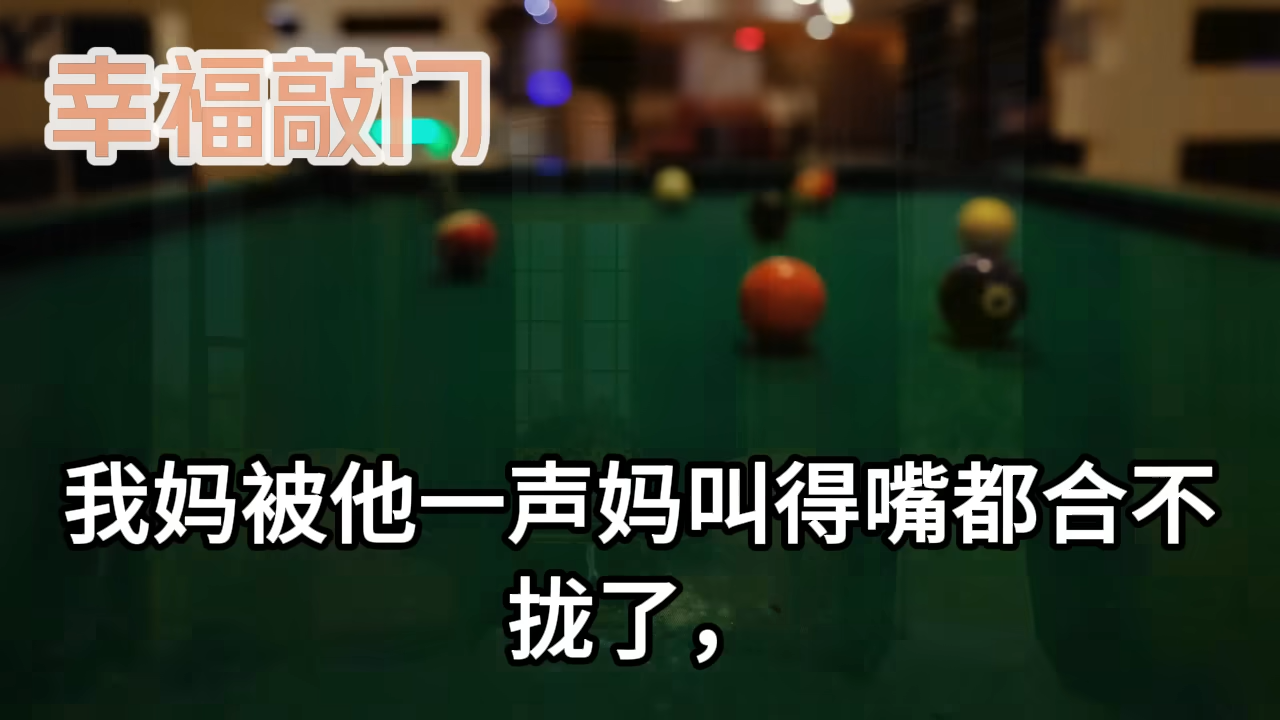 幸福敲门
我妈被他一声妈叫得嘴都合不
拢了，